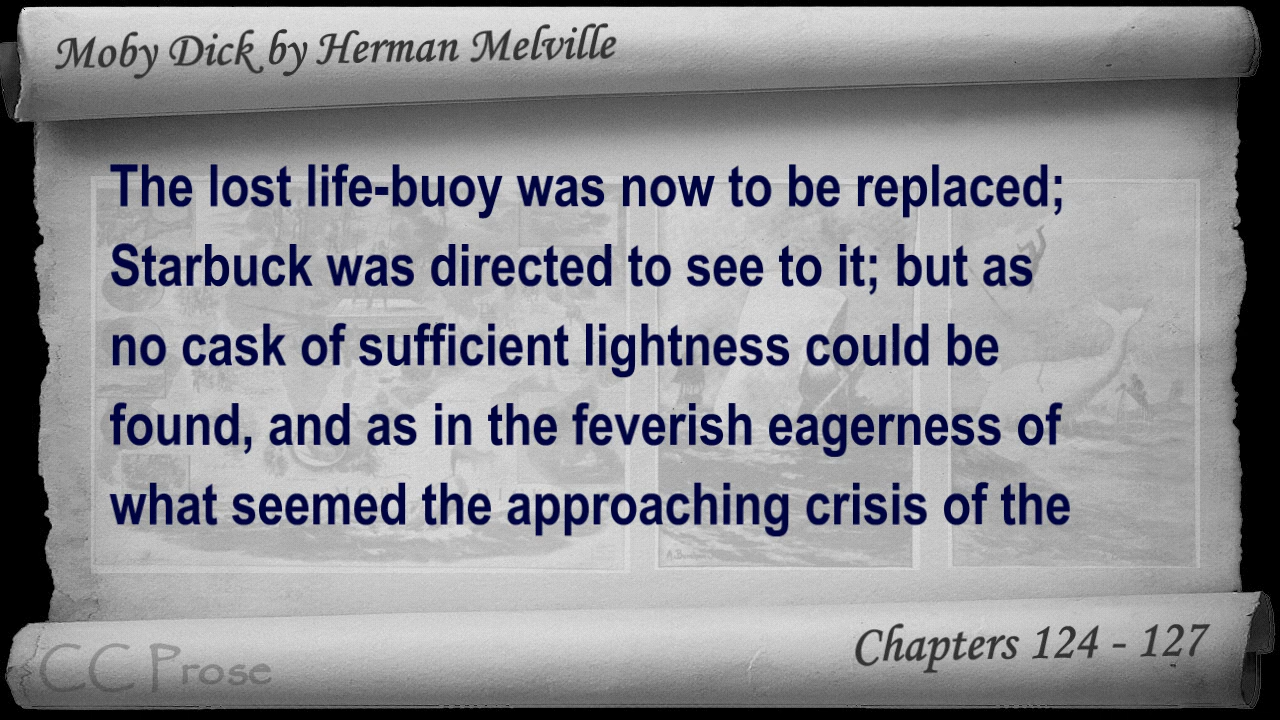 Moby Dick by Herman Melville
The lost life-buoy was now to be replaced;
Starbuck was directed to see to it; but as
no cask of sufficient lightness could be
found, and as in the feverish eagerness of
what seemed the approaching crisis of the
Chapters 124 - 127
CC Prose